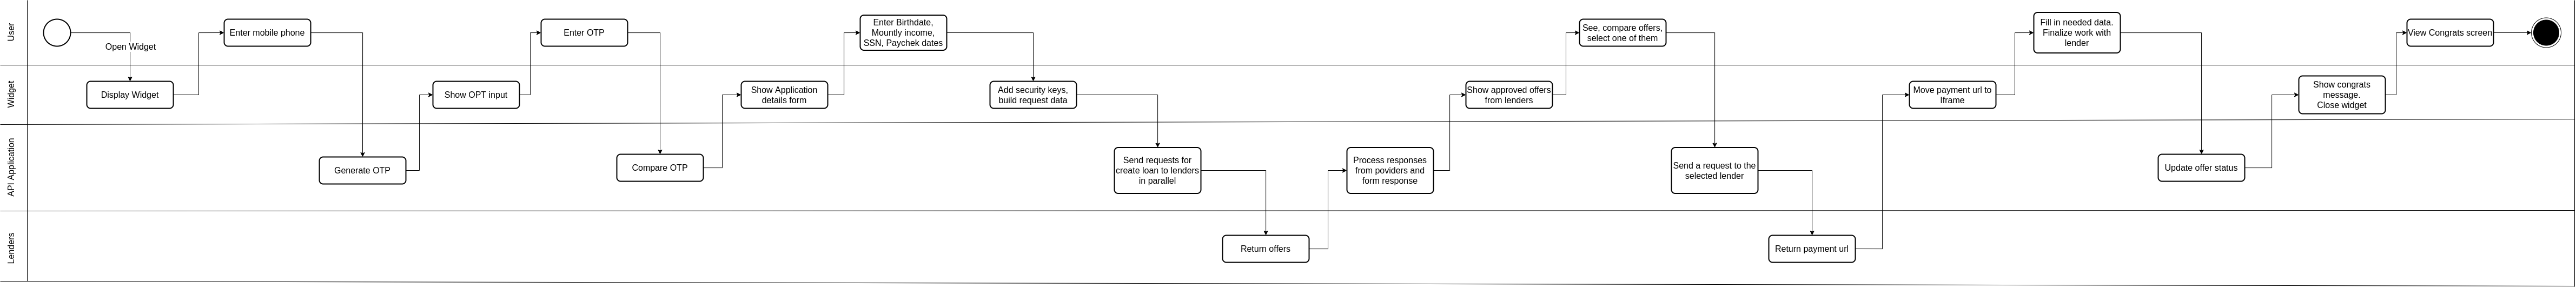 User
Open Widget
Enter mobile phone
Enter OTP
Enter Birthdate,
Mountly income,
SSN, Paychek dates
See, compare offers,
select one of them
Fill in needed data.
Finalize work with
lender
View Congrats screen
Widget
Display Widget
Show OPT input
Show Application
details form
Add security keys,
build request data
Show approved offers
from lenders
Move payment url to
Iframe
Show congrats
message.
Close widget
API Application
Generate OTP
Compare OTP
Send requests for
create loan to lenders
in parallel
Process responses
from poviders and
form response
Send a request to the
selected lender
Update offer status
Lenders
Return offers
Return payment url